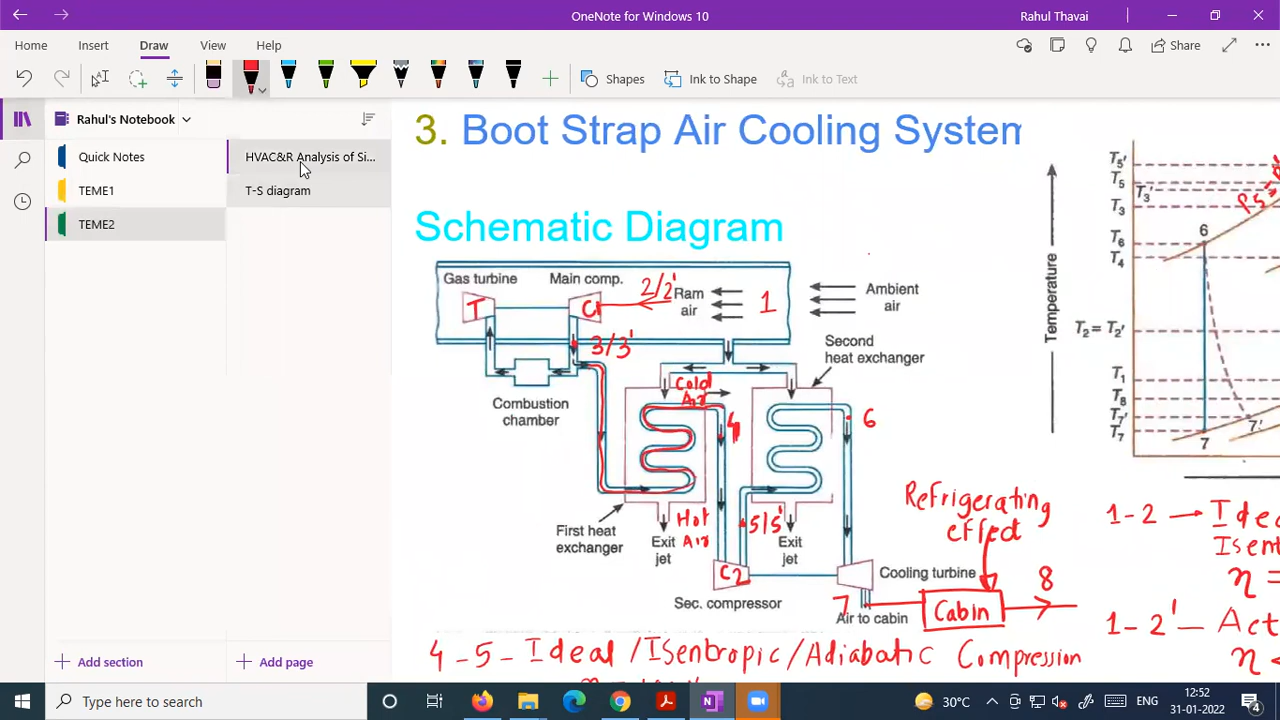 OneNote for Windows 10
Rahul Thavai
Home
Insert
Draw
View
Help
Share
Shapes
Ink to Shape
Ink to Text
Rahul's Notebook
Quick Notes
TEME1
TEME2
HVAC&R Analysis of Si...
T-S diagram
3. Boot Strap Air Cooling System
Schematic Diagram
Gas turbine
Main comp.
T
C1
2/2'
Ram
air
1
Ambient
air
3/3'
Second
heat exchanger
Combustion
chamber
Cold
Air
4
6
First heat
exchanger
Hot
Air
Exit
jet
5/5'
Exit
jet
C2
Sec. compressor
Cooling turbine
7
Air to cabin
Refrigerating
effect
Cabin
8
4-5-Ideal/Isentropic/Adiabatic Compression
Temperature
T5'
T5
T3'
T3
T6
T4
T2 = T2'
T1
T8
T7'
T7
6
7
7'
1-2 → Idea
Isent
η =
1-2' — Act
η <
Add section
Add page
Type here to search
30°C
ENG
12:52
31-01-2022
4